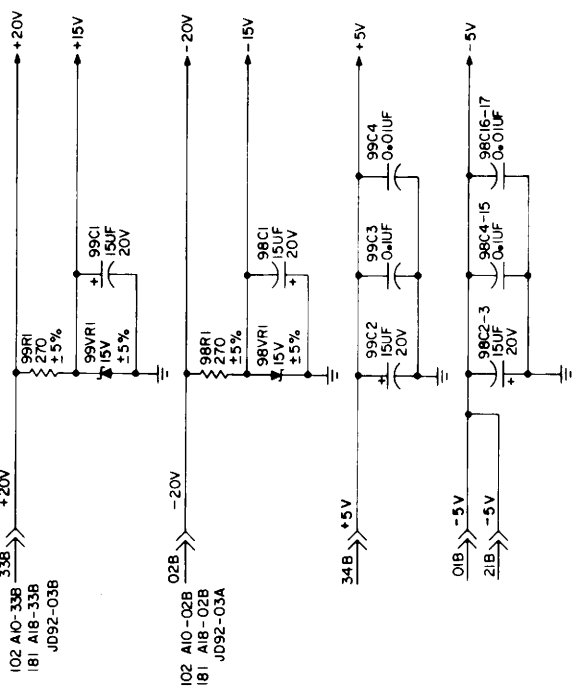 33B
+20V
+20V
102 A10-33B
181 A18-33B
JD92-03B
99R1
270
±5%
+15V
99VR1
15V
±5%
99C1
15UF
20V
+
02B
-20V
-20V
102 A10-02B
181 A18-02B
JD92-03A
98R1
270
±5%
-15V
98VR1
15V
±5%
98C1
15UF
20V
+
34B
+5V
+5V
99C2
15UF
20V
+
99C3
0.1UF
99C4
0.01UF
01B
-5V
-5V
21B
-5V
98C2-3
15UF
20V
+
98C4-15
0.1UF
98C16-17
0.01UF